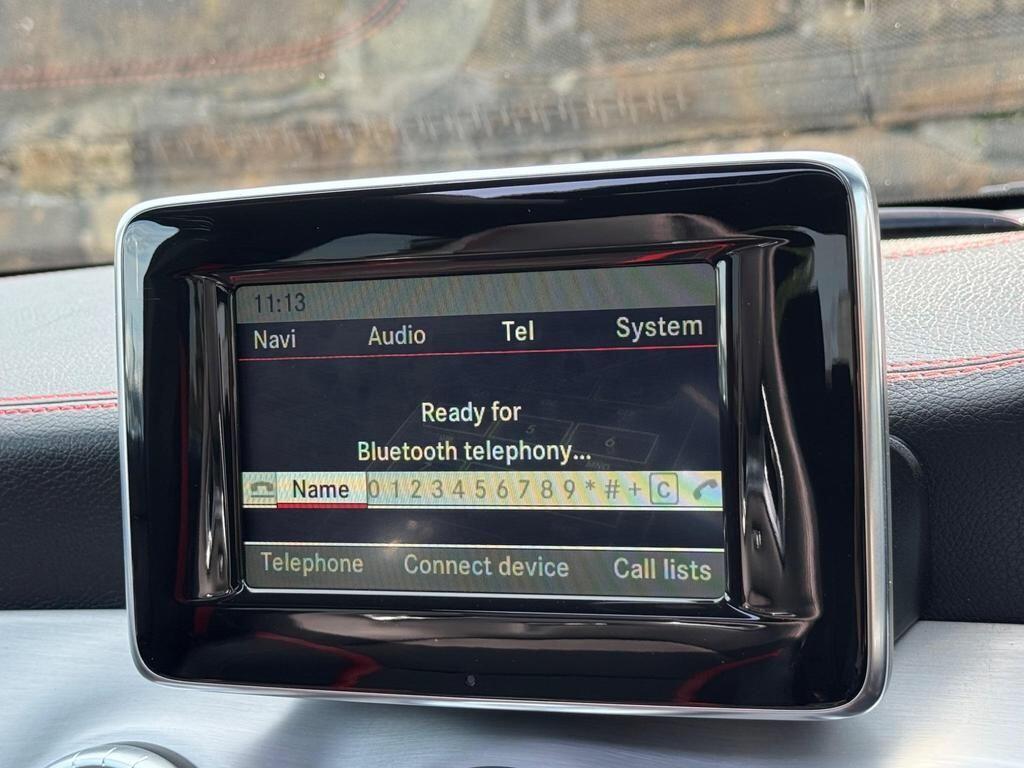 11:13
Navi Audio Tel System
Ready for
Bluetooth telephony...
Name 0 1 2 3 4 5 6 7 8 9 * # + C
Telephone Connect device Call lists